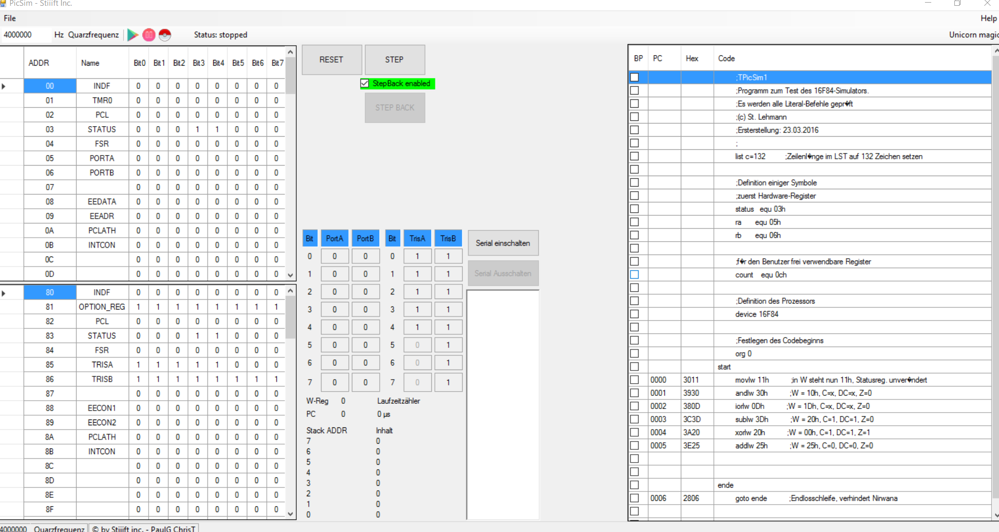 PicSim - Stiiift Inc.
File Help
4000000 Hz Quarzfrequenz Status: stopped Unicorn magic
ADDR Name Bit0 Bit1 Bit2 Bit3 Bit4 Bit5 Bit6 Bit7
00 INDF 0 0 0 0 0 0 0 0
01 TMR0 0 0 0 0 0 0 0 0
02 PCL 0 0 0 0 0 0 0 0
03 STATUS 0 0 0 1 1 0 0 0
04 FSR 0 0 0 0 0 0 0 0
05 PORTA 0 0 0 0 0 0 0 0
06 PORTB 0 0 0 0 0 0 0 0
07 0 0 0 0 0 0 0 0
08 EEDATA 0 0 0 0 0 0 0 0
09 EEADR 0 0 0 0 0 0 0 0
0A PCLATH 0 0 0 0 0 0 0 0
0B INTCON 0 0 0 0 0 0 0 0
0C 0 0 0 0 0 0 0 0
0D 0 0 0 0 0 0 0 0
80 INDF 0 0 0 0 0 0 0 0
81 OPTION_REG 1 1 1 1 1 1 1 1
82 PCL 0 0 0 0 0 0 0 0
83 STATUS 0 0 0 1 1 0 0 0
84 FSR 0 0 0 0 0 0 0 0
85 TRISA 1 1 1 1 1 0 0 0
86 TRISB 1 1 1 1 1 1 1 1
87 0 0 0 0 0 0 0 0
88 EECON1 0 0 0 0 0 0 0 0
89 EECON2 0 0 0 0 0 0 0 0
8A PCLATH 0 0 0 0 0 0 0 0
8B INTCON 0 0 0 0 0 0 0 0
8C 0 0 0 0 0 0 0 0
8D 0 0 0 0 0 0 0 0
8E 0 0 0 0 0 0 0 0
8F 0 0 0 0 0 0 0 0
RESET STEP
StepBack enabled
STEP BACK
Bit PortA PortB Bit TrisA TrisB
0 0 0 0 1 1
1 0 0 1 1 1
2 0 0 2 1 1
3 0 0 3 1 1
4 0 0 4 1 1
5 0 0 5 0 1
6 0 0 6 0 1
7 0 0 7 0 1
Serial einschalten
Serial Ausschalten
W-Reg 0 Laufzeitzähler
PC 0 0 µs
Stack ADDR Inhalt
7 0
6 0
5 0
4 0
3 0
2 0
1 0
0 0
BP PC Hex Code
;TPicSim1
;Programm zum Test des 16F84-Simulators.
;Es werden alle Literal-Befehle gepr�ft
;(c) St. Lehmann
;Ersterstellung: 23.03.2016
;
list c=132 ;Zeilenl�nge im LST auf 132 Zeichen setzen
;Definition einiger Symbole
;zuerst Hardware-Register
status equ 03h
ra equ 05h
rb equ 06h
;f�r den Benutzer frei verwendbare Register
count equ 0ch
;Definition des Prozessors
device 16F84
;Festlegen des Codebeginns
org 0
start
0000 3011 movlw 11h ;in W steht nun 11h, Statusreg. unver�ndert
0001 3930 andlw 30h ;W = 10h, C=x, DC=x, Z=0
0002 380D iorlw 0Dh ;W = 1Dh, C=x, DC=x, Z=0
0003 3C3D sublw 3Dh ;W = 20h, C=1, DC=1, Z=0
0004 3A20 xorlw 20h ;W = 00h, C=1, DC=1, Z=1
0005 3E25 addlw 25h ;W = 25h, C=0, DC=0, Z=0
ende
0006 2806 goto ende ;Endlosschleife, verhindert Nirwana
4000000 Quarzfrequenz © by Stiiift inc. - PaulG ChrisT